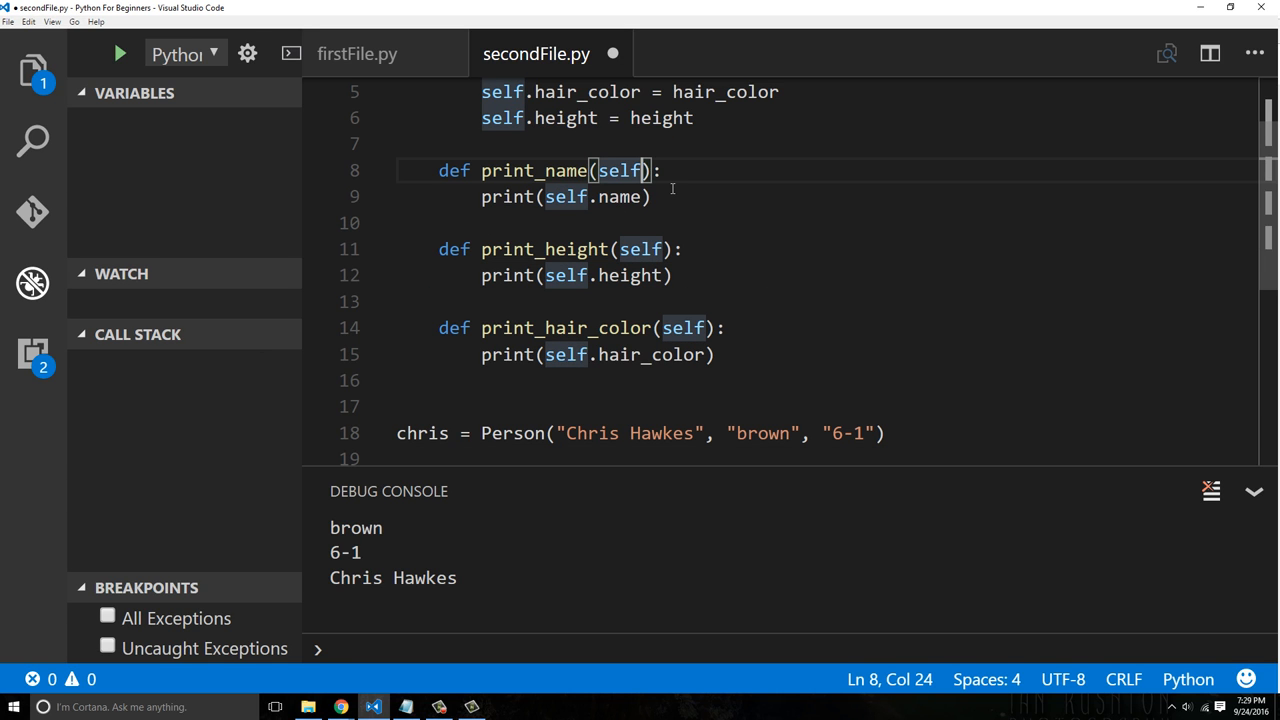 ● secondFile.py - Python For Beginners - Visual Studio Code
File Edit View Go Help
Python firstFile.py secondFile.py ●
1
VARIABLES
WATCH
CALL STACK
2
BREAKPOINTS
All Exceptions
Uncaught Exceptions
5 self.hair_color = hair_color
6 self.height = height
7
8 def print_name(self):
9 print(self.name)
10
11 def print_height(self):
12 print(self.height)
13
14 def print_hair_color(self):
15 print(self.hair_color)
16
17
18 chris = Person("Chris Hawkes", "brown", "6-1")
19
DEBUG CONSOLE
brown
6-1
Chris Hawkes
0 0 Ln 8, Col 24 Spaces: 4 UTF-8 CRLF Python
I'm Cortana. Ask me anything.
7:29 PM
9/24/2016